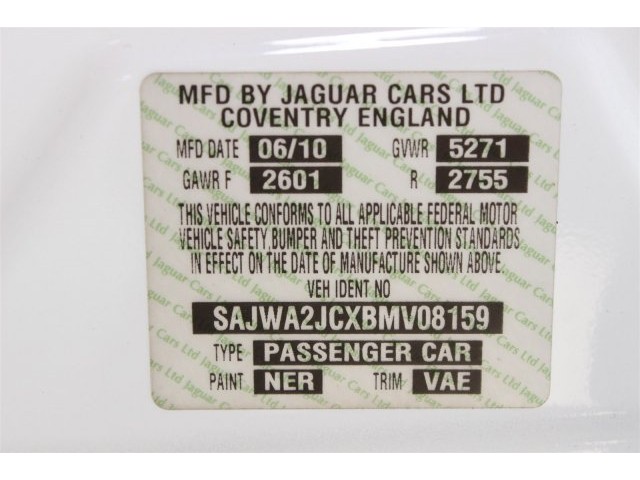 MFD BY JAGUAR CARS LTD
COVENTRY ENGLAND
MFD DATE 06/10 GVWR 5271
GAWR F 2601 R 2755
THIS VEHICLE CONFORMS TO ALL APPLICABLE FEDERAL MOTOR
VEHICLE SAFETY,BUMPER AND THEFT PREVENTION STANDARDS
IN EFFECT ON THE DATE OF MANUFACTURE SHOWN ABOVE.
VEH IDENT NO
SAJWA2JCXBMV08159
TYPE PASSENGER CAR
PAINT NER TRIM VAE